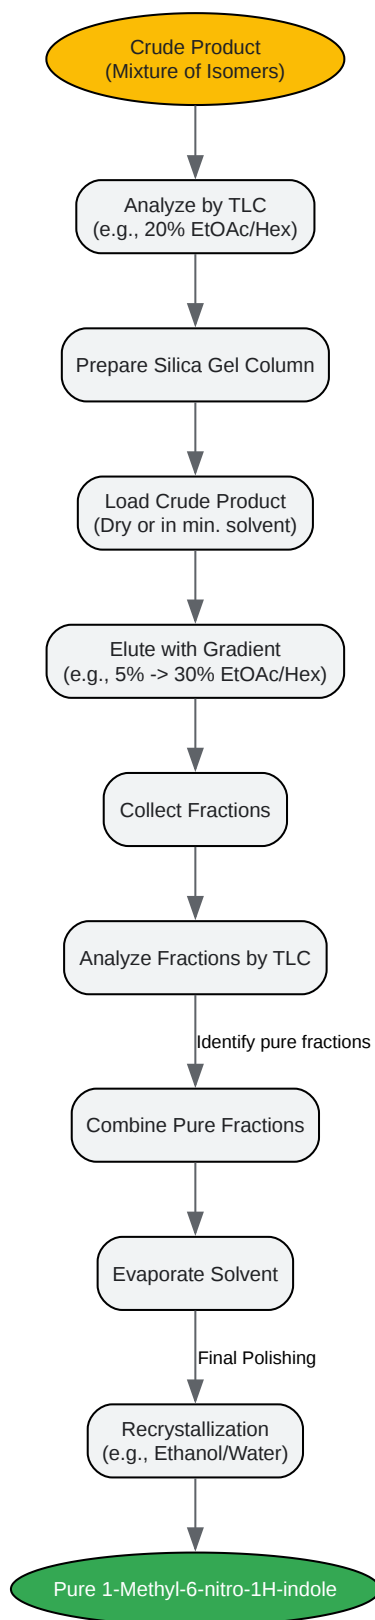 Crude Product
(Mixture of Isomers)
Analyze by TLC
(e.g., 20% EtOAc/Hex)
Prepare Silica Gel Column
Load Crude Product
(Dry or in min. solvent)
Elute with Gradient
(e.g., 5% -> 30% EtOAc/Hex)
Collect Fractions
Analyze Fractions by TLC
Identify pure fractions
Combine Pure Fractions
Evaporate Solvent
Final Polishing
Recrystallization
(e.g., Ethanol/Water)
Pure 1-Methyl-6-nitro-1H-indole